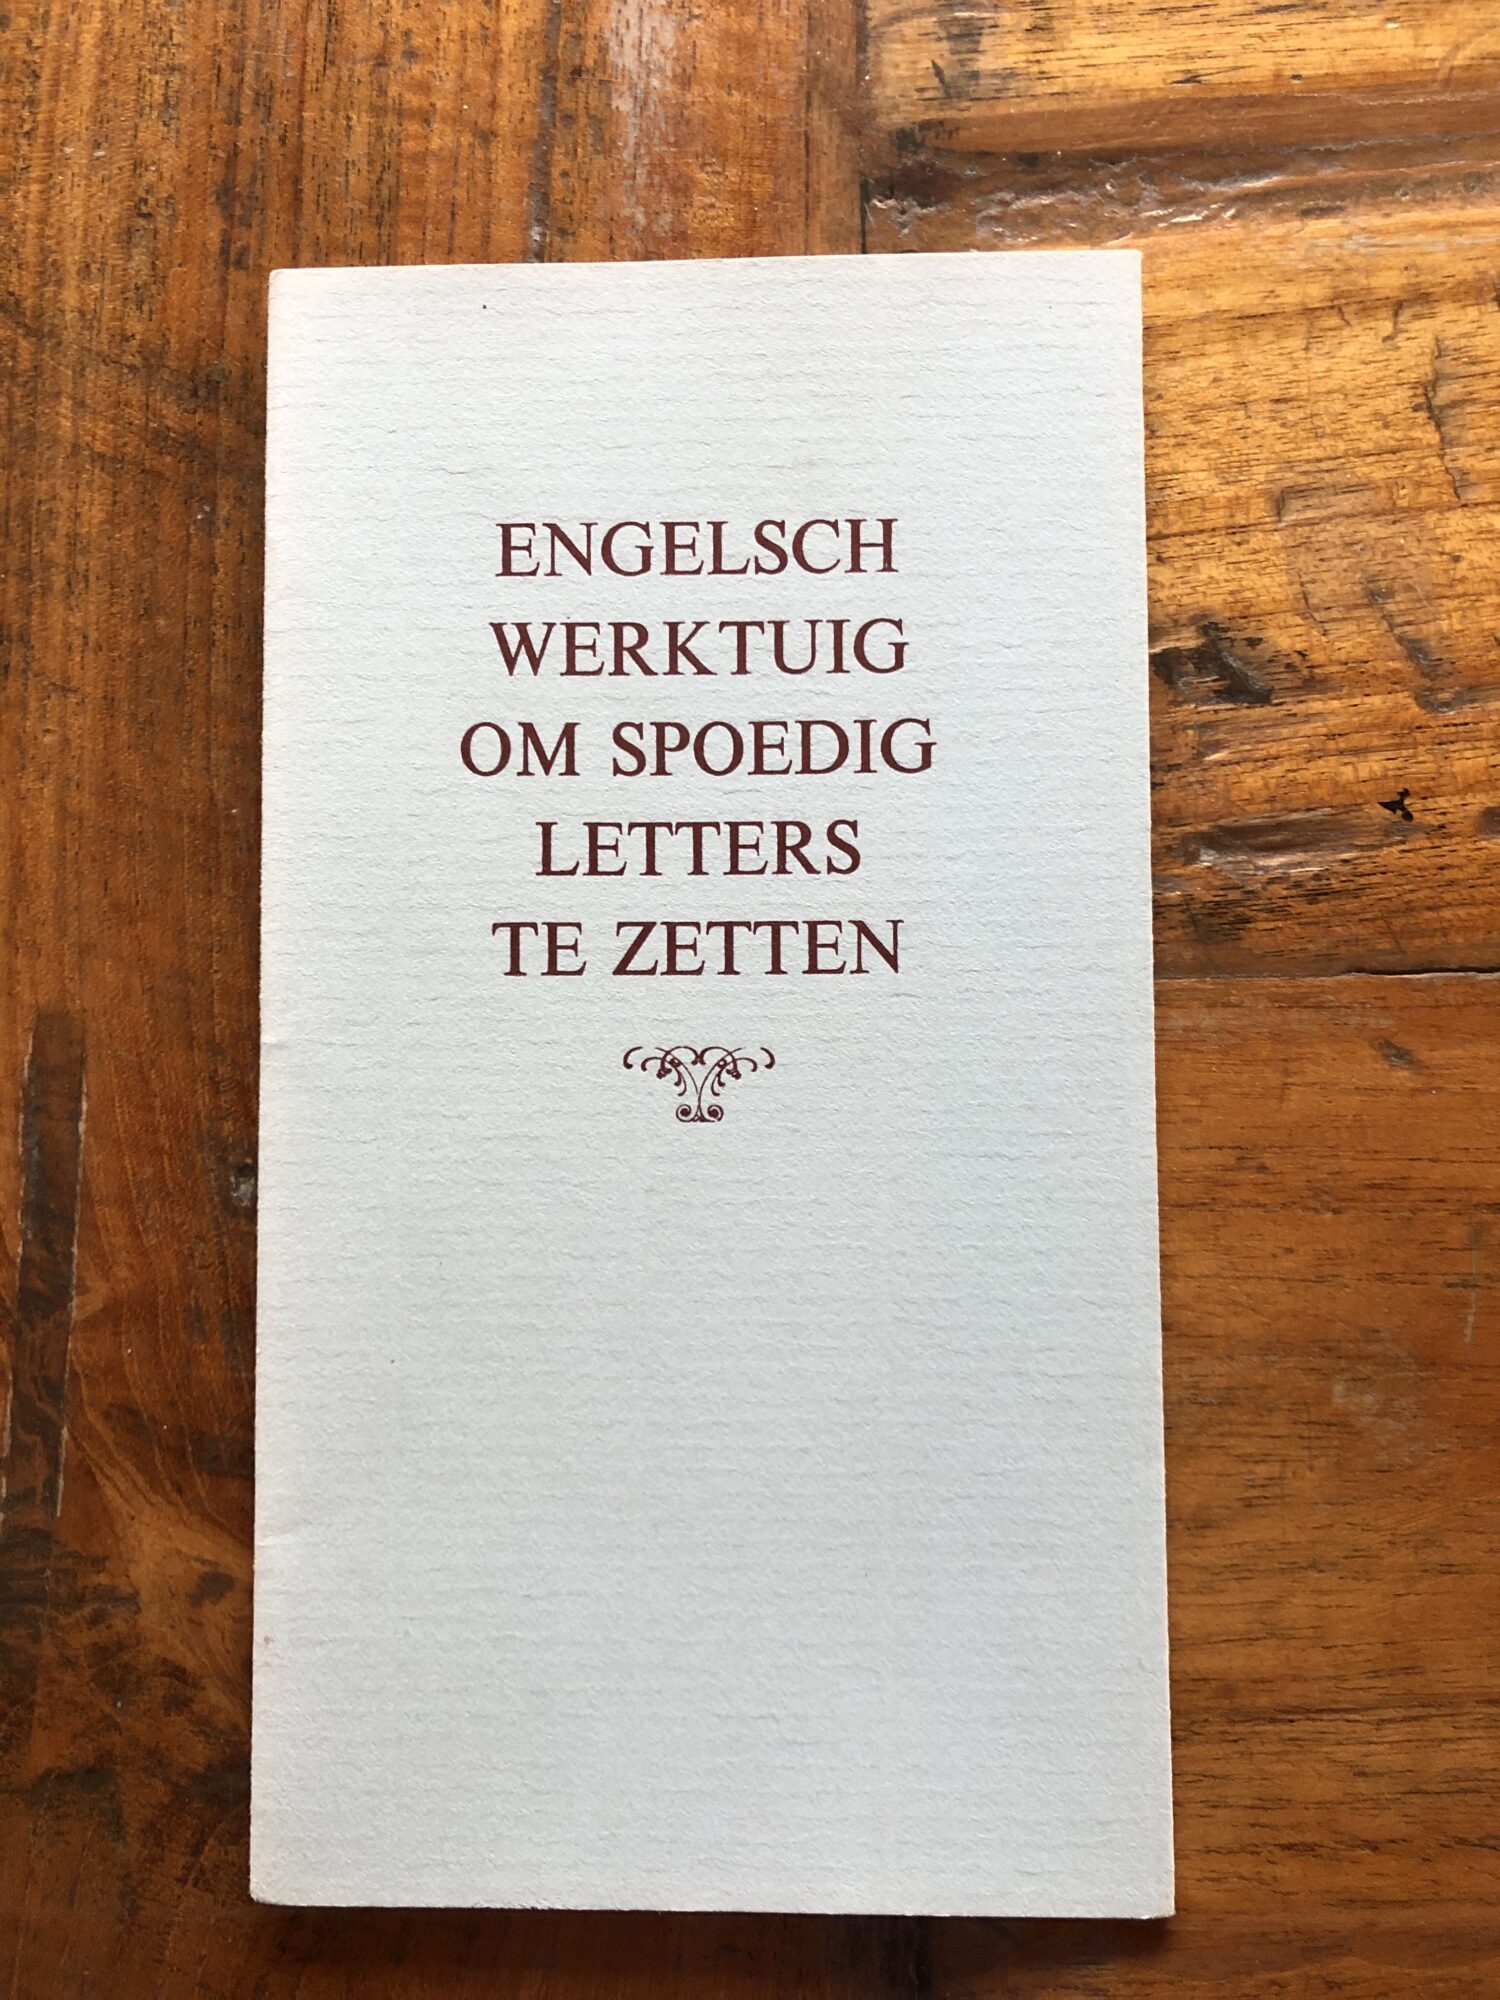 ENGELSCH
WERKTUIG
OM SPOEDIG
LETTERS
TE ZETTEN